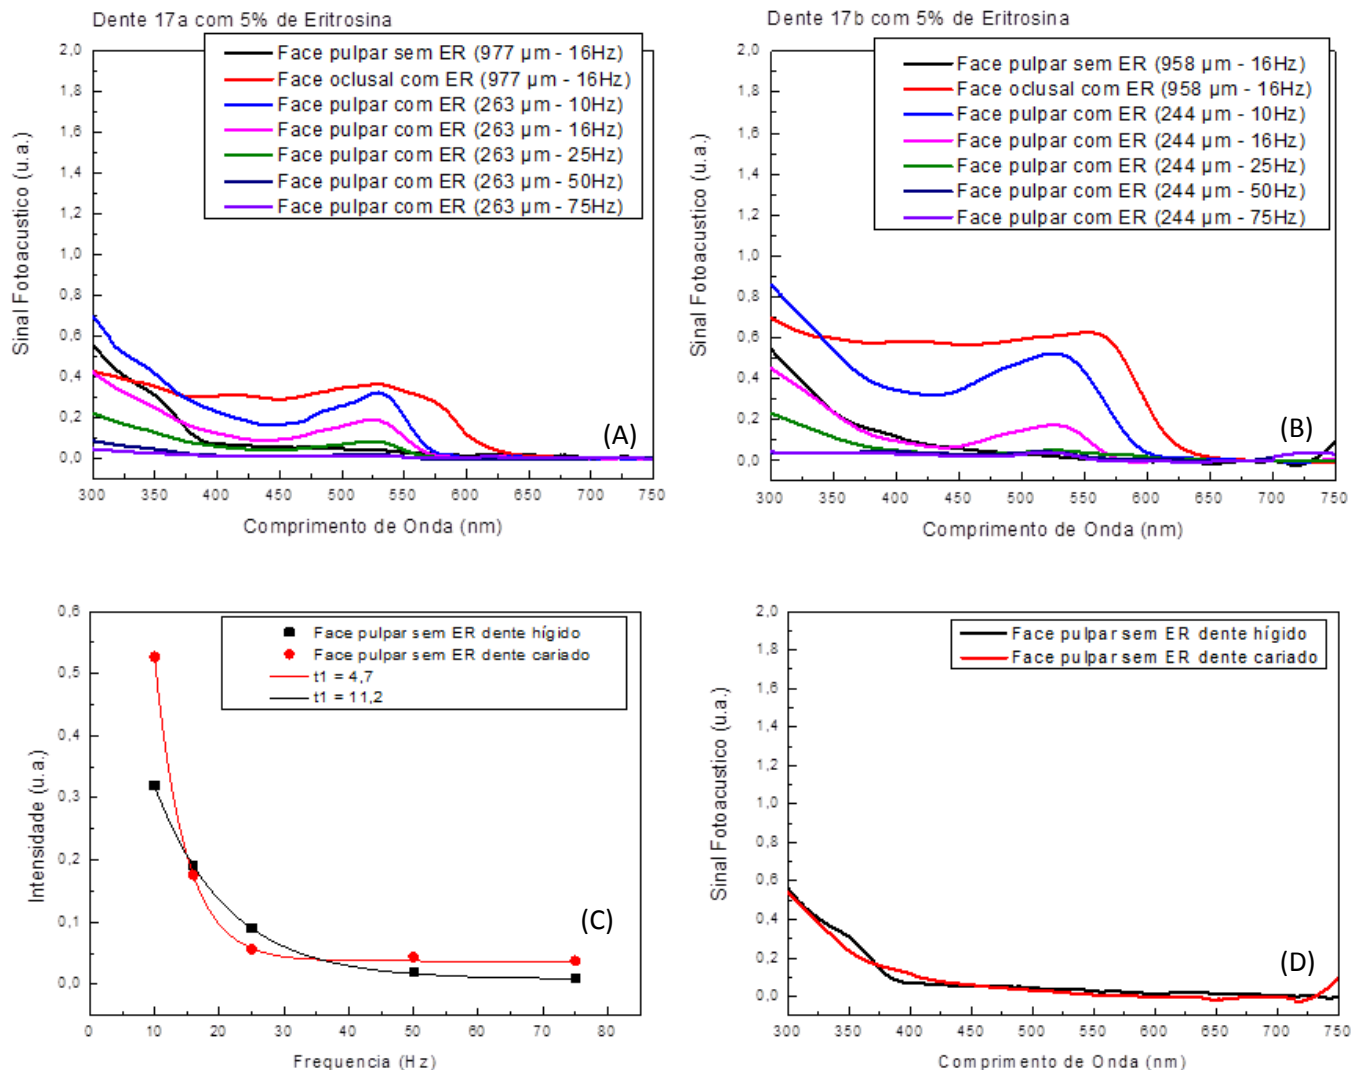 Dente 17a com 5% de Eritrosina
Face pulpar sem ER (977 µm - 16Hz)
Face oclusal com ER (977 µm - 16Hz)
Face pulpar com ER (263 µm - 10Hz)
Face pulpar com ER (263 µm - 16Hz)
Face pulpar com ER (263 µm - 25Hz)
Face pulpar com ER (263 µm - 50Hz)
Face pulpar com ER (263 µm - 75Hz)
2,0
1,8
1,6
1,4
1,2
1,0
0,8
0,6
0,4
0,2
0,0
Sinal Fotoacustico (u.a.)
(A)
300 350 400 450 500 550 600 650 700 750
Comprimento de Onda (nm)
Dente 17b com 5% de Eritrosina
Face pulpar sem ER (958 µm - 16Hz)
Face oclusal com ER (958 µm - 16Hz)
Face pulpar com ER (244 µm - 10Hz)
Face pulpar com ER (244 µm - 16Hz)
Face pulpar com ER (244 µm - 25Hz)
Face pulpar com ER (244 µm - 50Hz)
Face pulpar com ER (244 µm - 75Hz)
2,0
1,8
1,6
1,4
1,2
1,0
0,8
0,6
0,4
0,2
0,0
Sinal Fotoacustico (u.a.)
(B)
300 350 400 450 500 550 600 650 700 750
Comprimento de Onda (nm)
Face pulpar sem ER dente hígido
Face pulpar sem ER dente cariado
t1 = 4,7
t1 = 11,2
0,6
0,5
0,4
0,3
0,2
0,1
0,0
Intensidade (u.a.)
(C)
0 10 20 30 40 50 60 70 80
Frequencia (Hz)
Face pulpar sem ER dente hígido
Face pulpar sem ER dente cariado
2,0
1,8
1,6
1,4
1,2
1,0
0,8
0,6
0,4
0,2
0,0
Sinal Fotoacustico (u.a.)
(D)
300 350 400 450 500 550 600 650 700 750
Comprimento de Onda (nm)